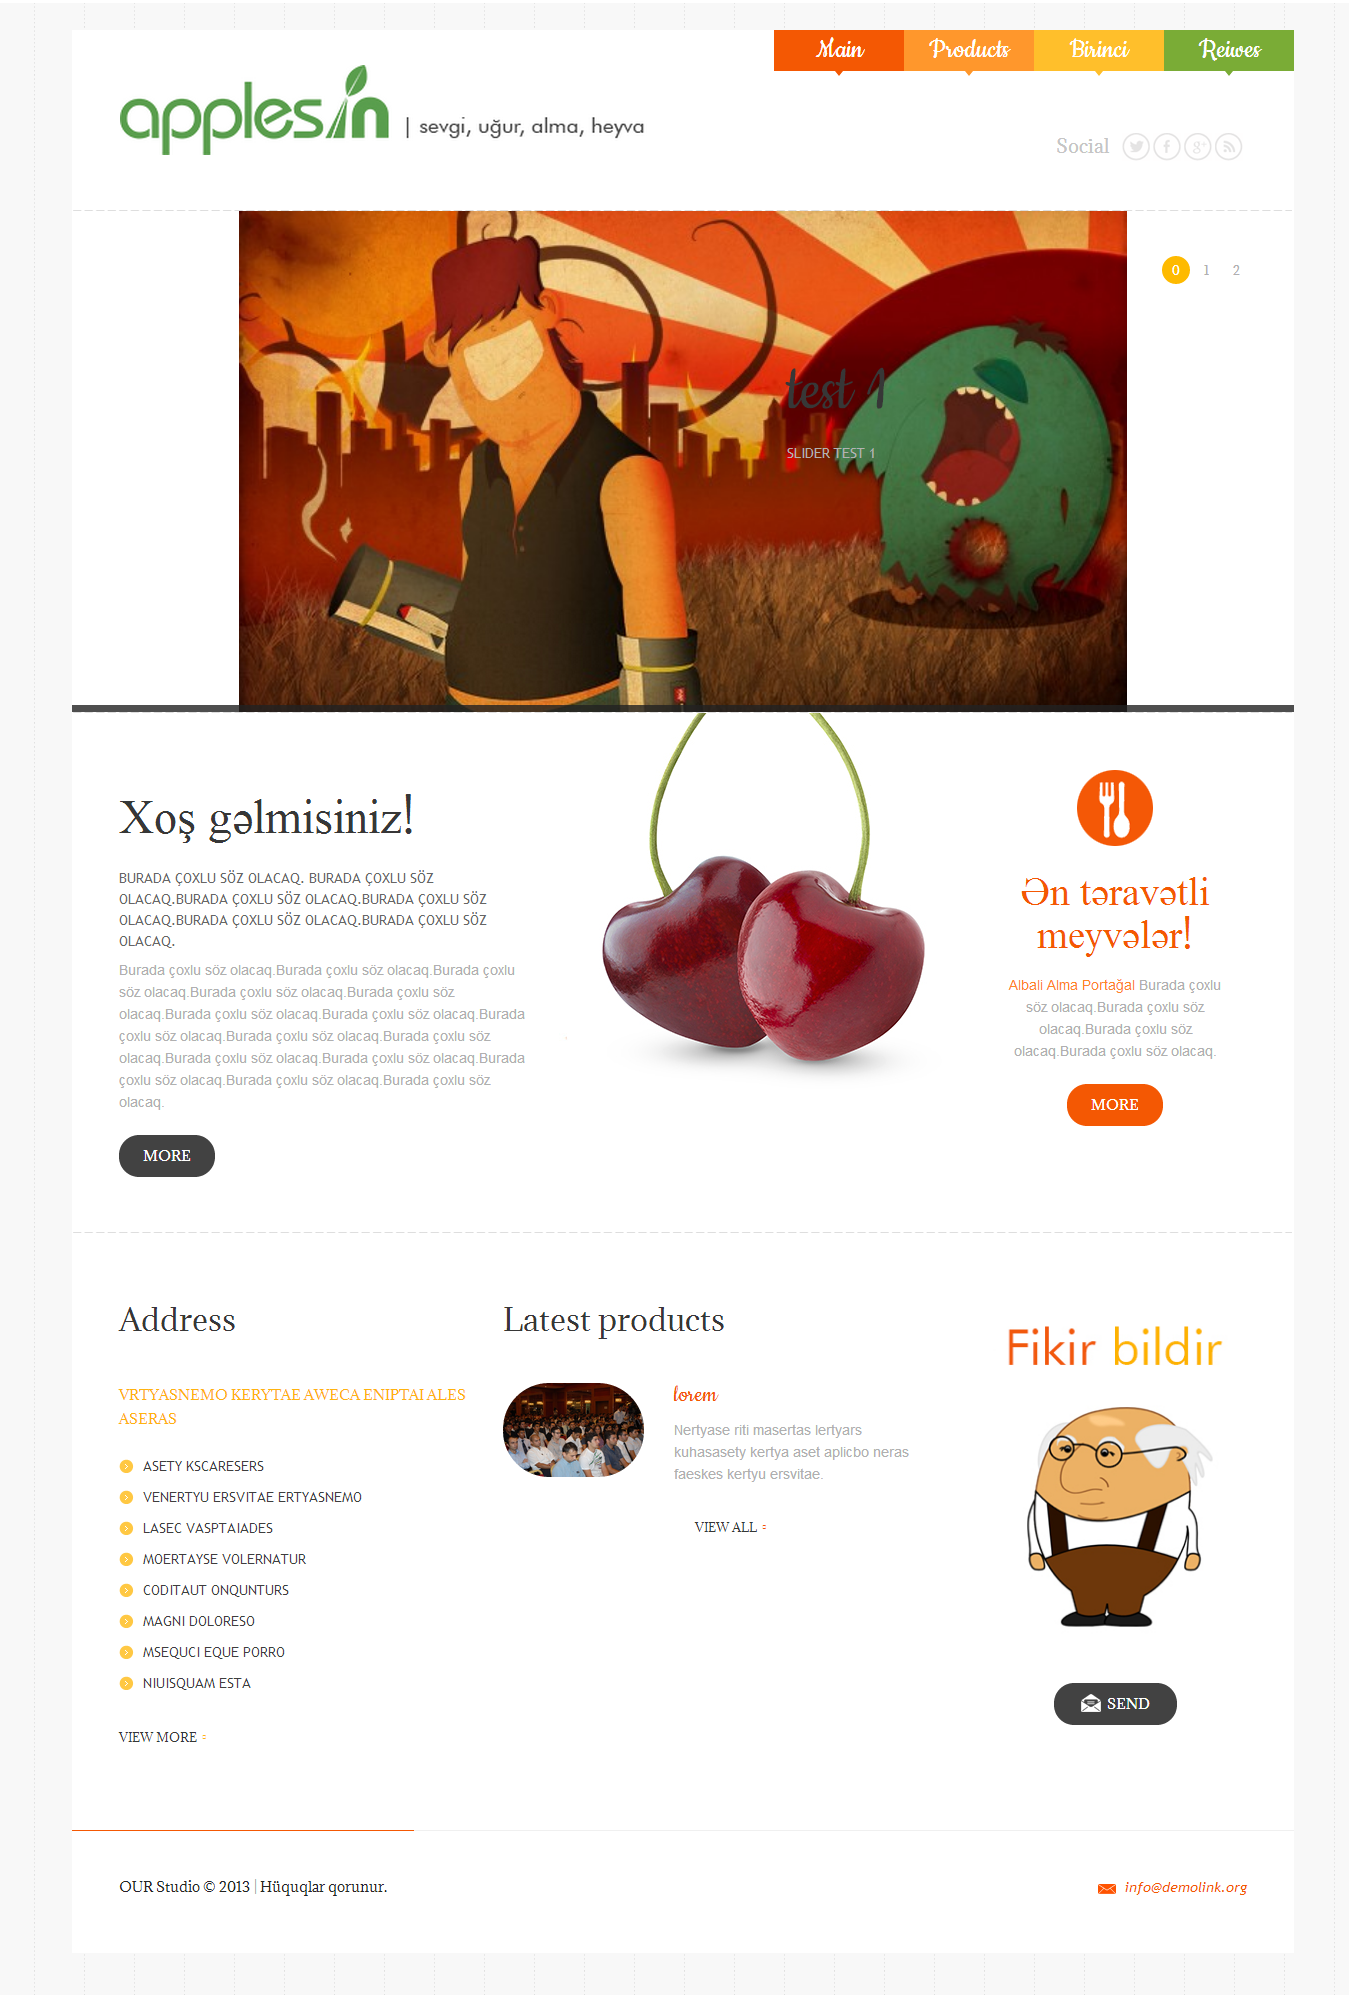 Main
Products
Birinci
Reiwes
applesin
| sevgi, uğur, alma, heyva
Social
0 1 2
test 1
SLIDER TEST 1
Xoş gəlmisiniz!
BURADA ÇOXLU SÖZ OLACAQ. BURADA ÇOXLU SÖZ
OLACAQ.BURADA ÇOXLU SÖZ OLACAQ.BURADA ÇOXLU SÖZ
OLACAQ.BURADA ÇOXLU SÖZ OLACAQ.BURADA ÇOXLU SÖZ
OLACAQ.
Burada çoxlu söz olacaq.Burada çoxlu söz olacaq.Burada çoxlu
söz olacaq.Burada çoxlu söz olacaq.Burada çoxlu söz
olacaq.Burada çoxlu söz olacaq.Burada çoxlu söz olacaq.Burada
çoxlu söz olacaq.Burada çoxlu söz olacaq.Burada çoxlu söz
olacaq.Burada çoxlu söz olacaq.Burada çoxlu söz olacaq.Burada
çoxlu söz olacaq.Burada çoxlu söz olacaq.Burada çoxlu söz
olacaq.
MORE
Ən təravətli
meyvələr!
Albali Alma Portağal Burada çoxlu
söz olacaq.Burada çoxlu söz
olacaq.Burada çoxlu söz
olacaq.Burada çoxlu söz olacaq.
MORE
Address
VRTYASNEMO KERYTAE AWECA ENIPTAI ALES
ASERAS
ASETY KSCARESERS
VENERTYU ERSVITAE ERTYASNEMO
LASEC VASPTAIADES
MOERTAYSE VOLERNATUR
CODITAUT ONQUNTURS
MAGNI DOLORESO
MSEQUCI EQUE PORRO
NIUISQUAM ESTA
VIEW MORE
Latest products
lorem
Nertyase riti masertas lertyars
kuhasasety kertya aset aplicbo neras
faeskes kertyu ersvitae.
VIEW ALL
Fikir bildir
SEND
OUR Studio © 2013 | Hüquqlar qorunur.
info@demolink.org